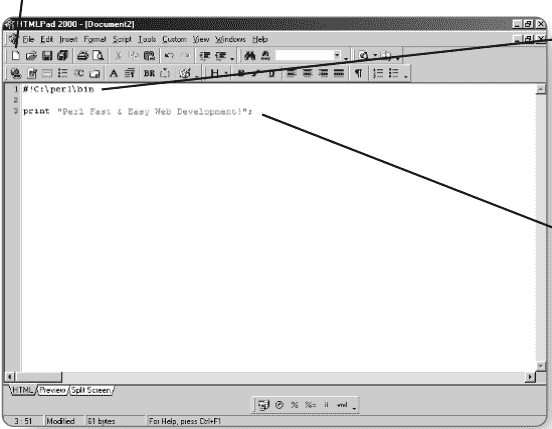 HTMLPad 2000 - [Document2]
File Edit Insert Format Script Tools Custom View Windows Help
BR H
1 #!C:\perl\bin
2
3 print "Perl Fast & Easy Web Development!";
HTML Preview Split Screen
% %=
3 : 51 Modified 61 bytes For Help, press Ctrl+F1